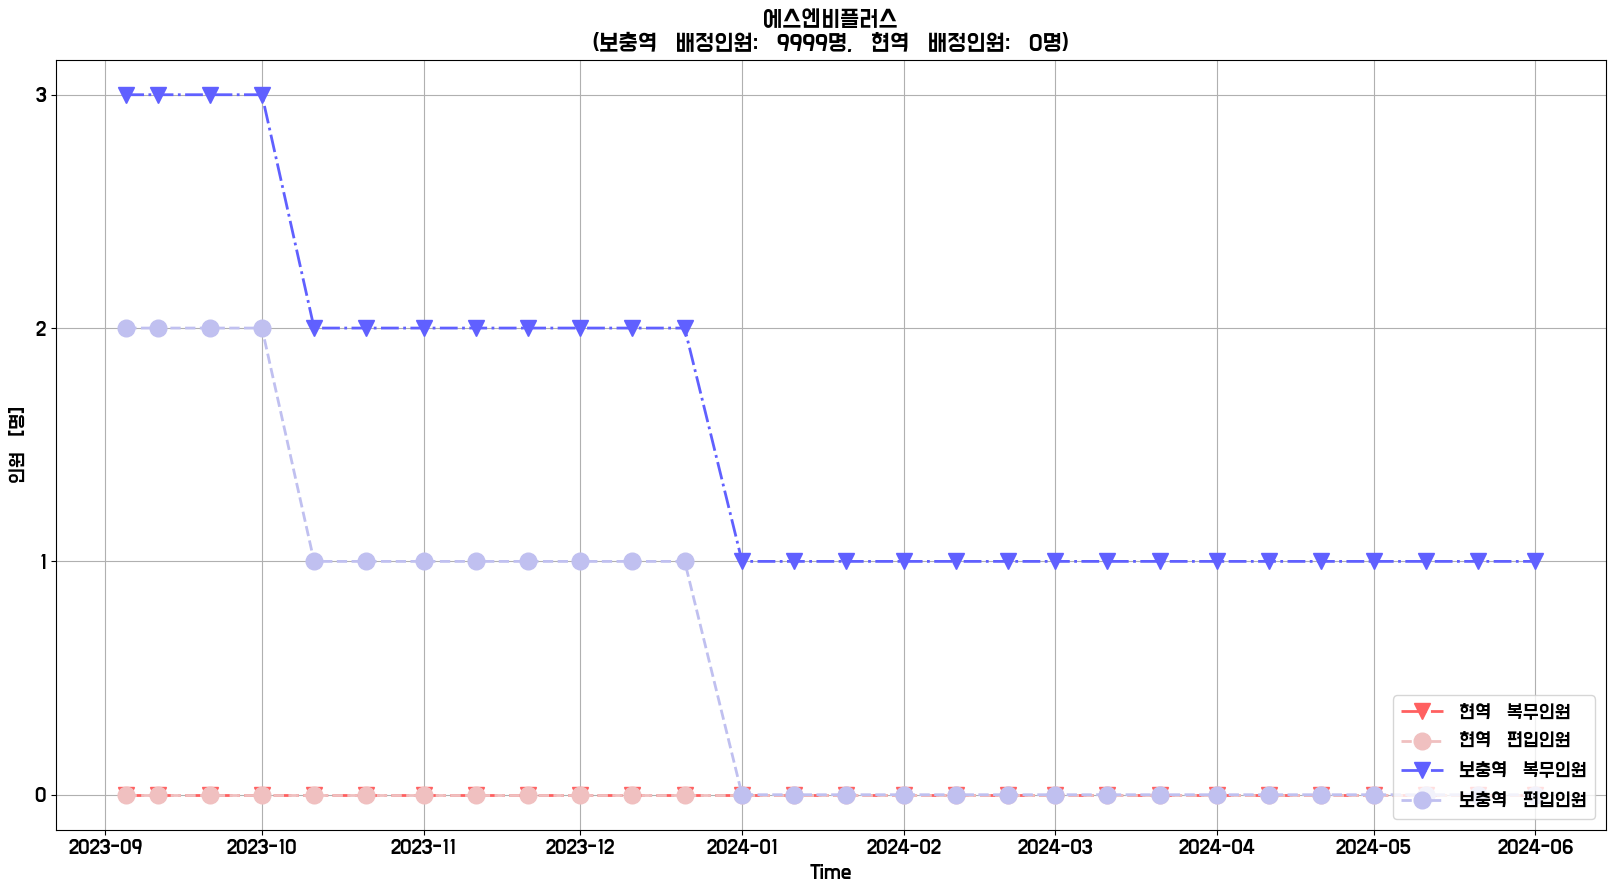 에스엔비플러스
(보충역 배정인원: 9999명, 현역 배정인원: 0명)
인원 [명]
3
2
1
0
2023-09 2023-10 2023-11 2023-12 2024-01 2024-02 2024-03 2024-04 2024-05 2024-06
Time
현역 복무인원
현역 편입인원
보충역 복무인원
보충역 편입인원